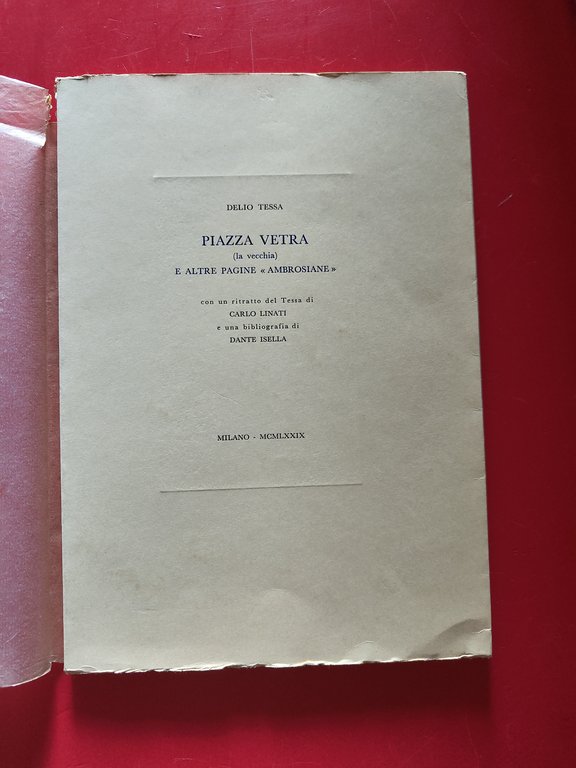 DELIO TESSA
PIAZZA VETRA
(la vecchia)
E ALTRE PAGINE « AMBROSIANE »
con un ritratto del Tessa di
CARLO LINATI
e una bibliografia di
DANTE ISELLA
MILANO - MCMLXXIX